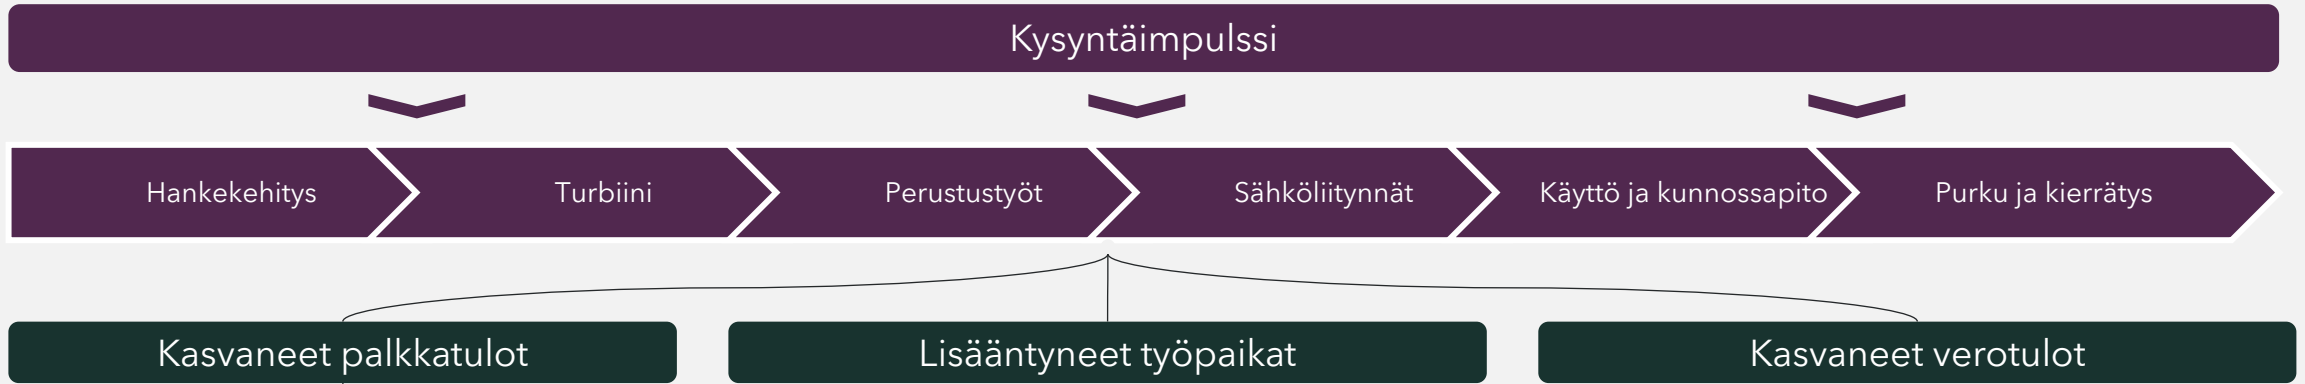 Kysyntäimpulssi
Hankekehitys
Turbiini
Perustustyöt
Sähköliitynnät
Käyttö ja kunnossapito
Purku ja kierrätys
Kasvaneet palkkatulot
Lisääntyneet työpaikat
Kasvaneet verotulot